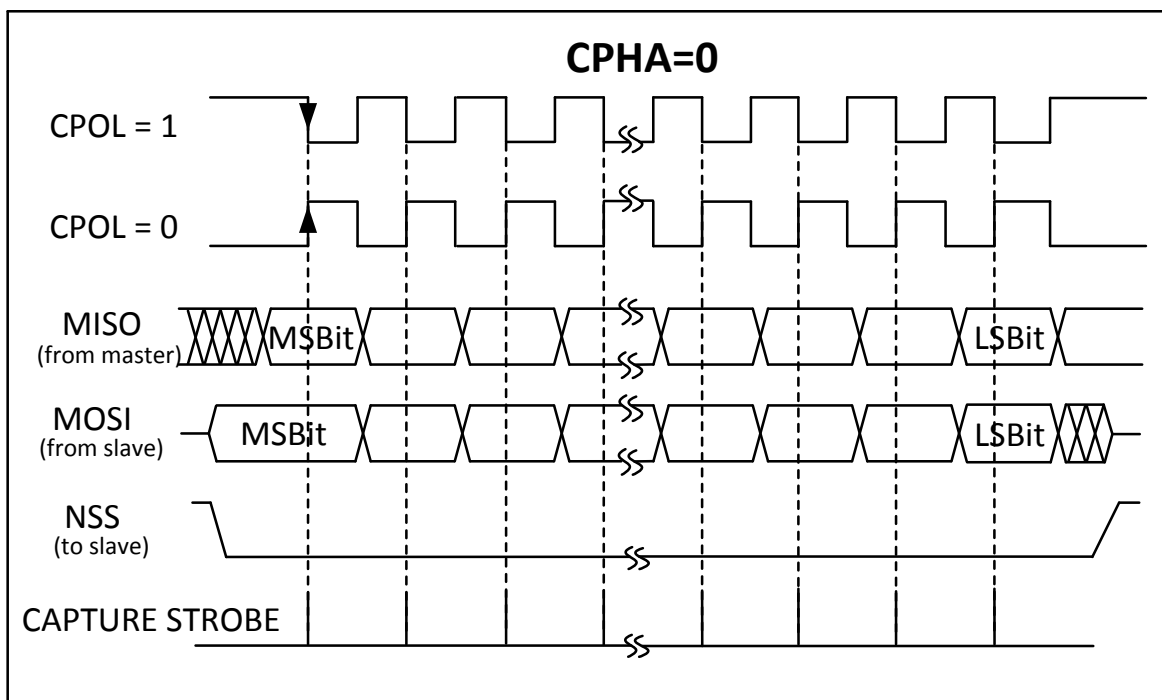 CPHA=0
CPOL = 1
CPOL = 0
MISO
(from master)
MSBit
LSBit
MOSI
(from slave)
MSBit
LSBit
NSS
(to slave)
CAPTURE STROBE